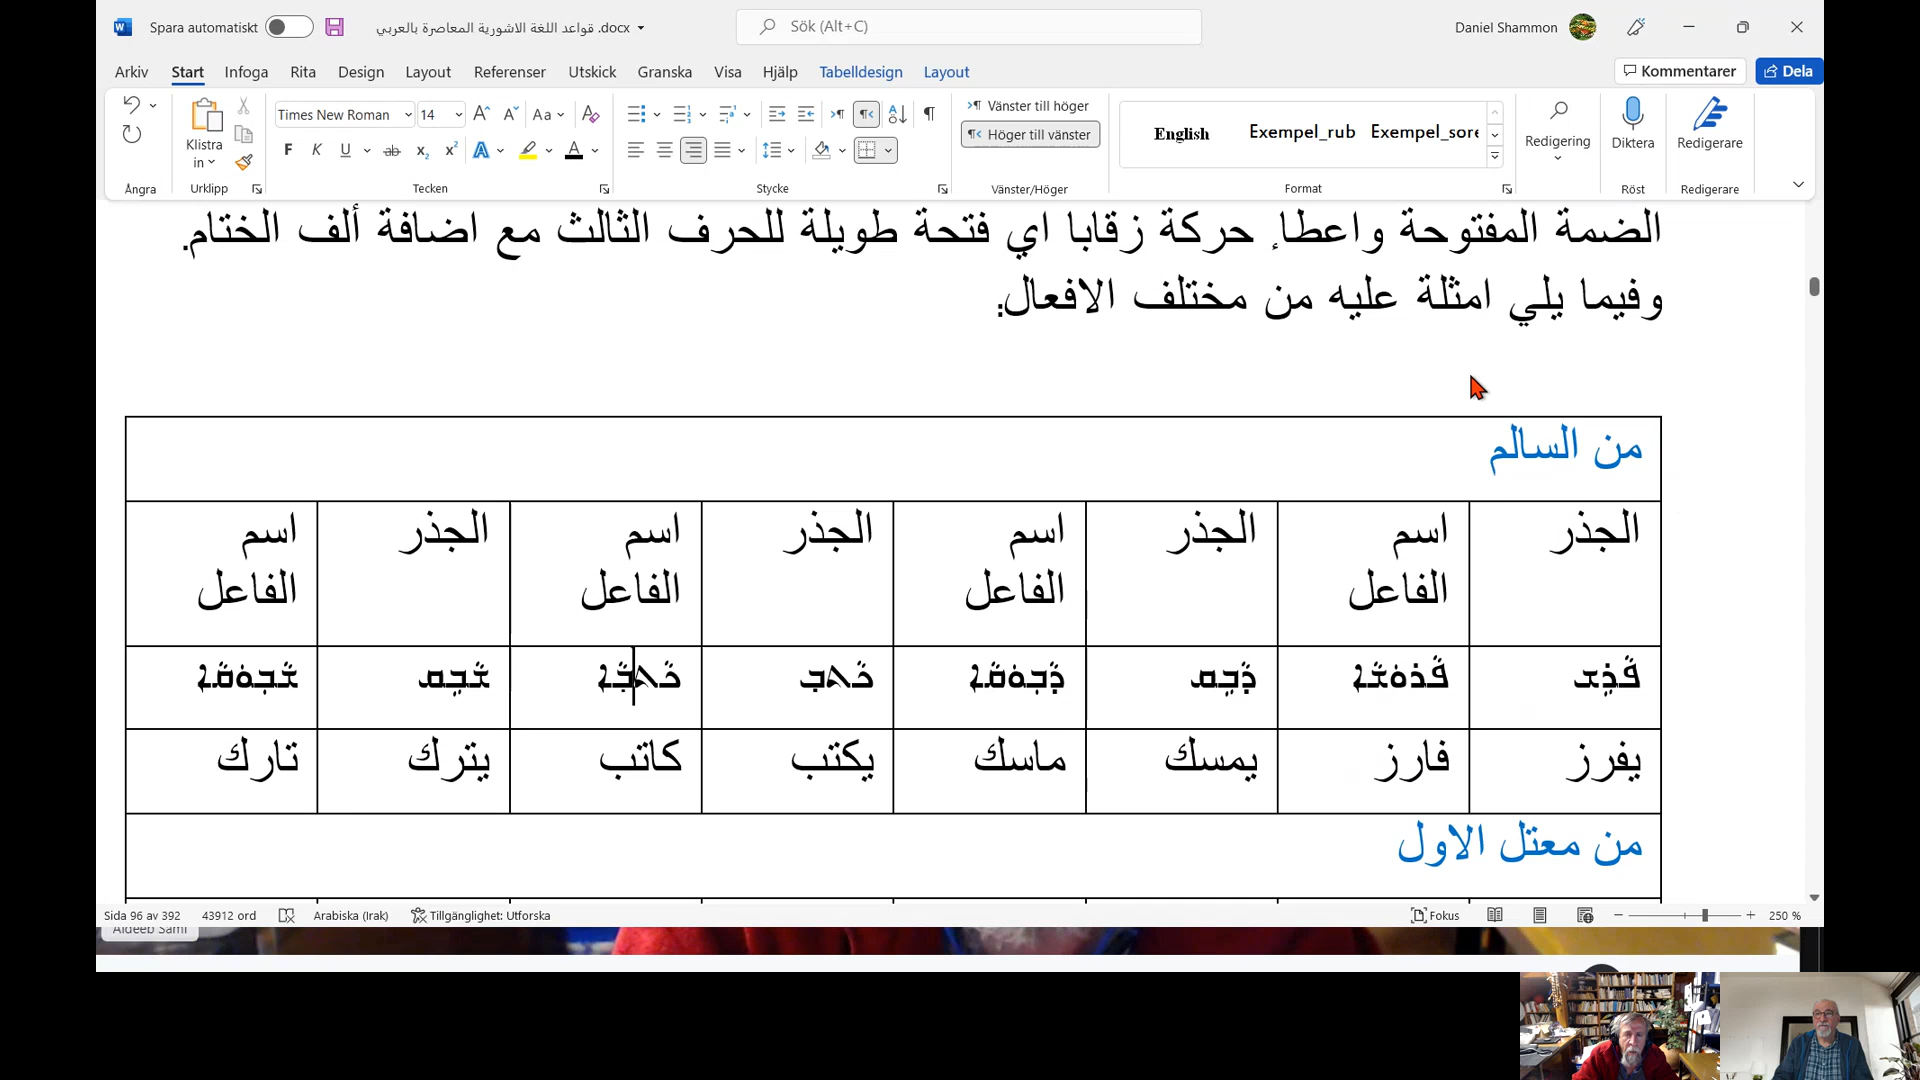 Spara automatiskt
قواعد اللغة الاشورية المعاصرة بالعربي .docx
Sök (Alt+C)
Daniel Shammon
Arkiv Start Infoga Rita Design Layout Referenser Utskick Granska Visa Hjälp Tabelldesign Layout
Kommentarer Dela
Klistra in
Times New Roman 14
Vänster till höger
Höger till vänster
English Exempel_rub Exempel_sore
Redigering Diktera Redigerare
Ångra Urklipp Tecken Stycke Vänster/Höger Format Röst Redigerare
الضمة المفتوحة واعطاء حركة زقابا اي فتحة طويلة للحرف الثالث مع اضافة ألف الختام.
وفيما يلي امثلة عليه من مختلف الافعال:
من السالم
الجذر اسم الفاعل الجذر اسم الفاعل الجذر اسم الفاعل الجذر اسم الفاعل
يفرز فارز يمسك ماسك يكتب كاتب يترك تارك
من معتل الاول
Sida 96 av 392 43912 ord Arabiska (Irak) Tillgänglighet: Utforska Fokus 250 %
Aldeeb Sami